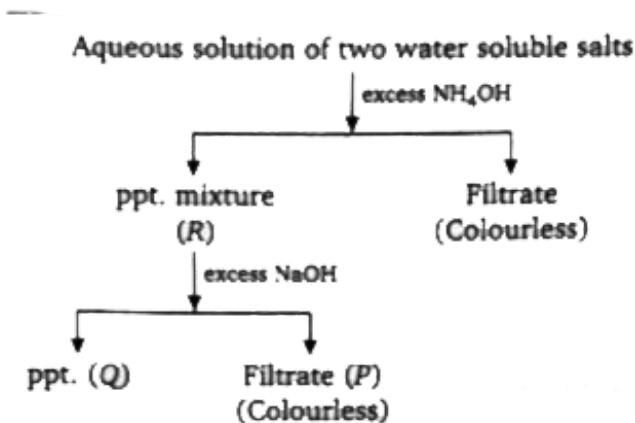 Aqueous solution of two water soluble salts
excess NH₄OH
ppt. mixture
(R)
Filtrate
(Colourless)
excess NaOH
ppt. (Q)
Filtrate (P)
(Colourless)